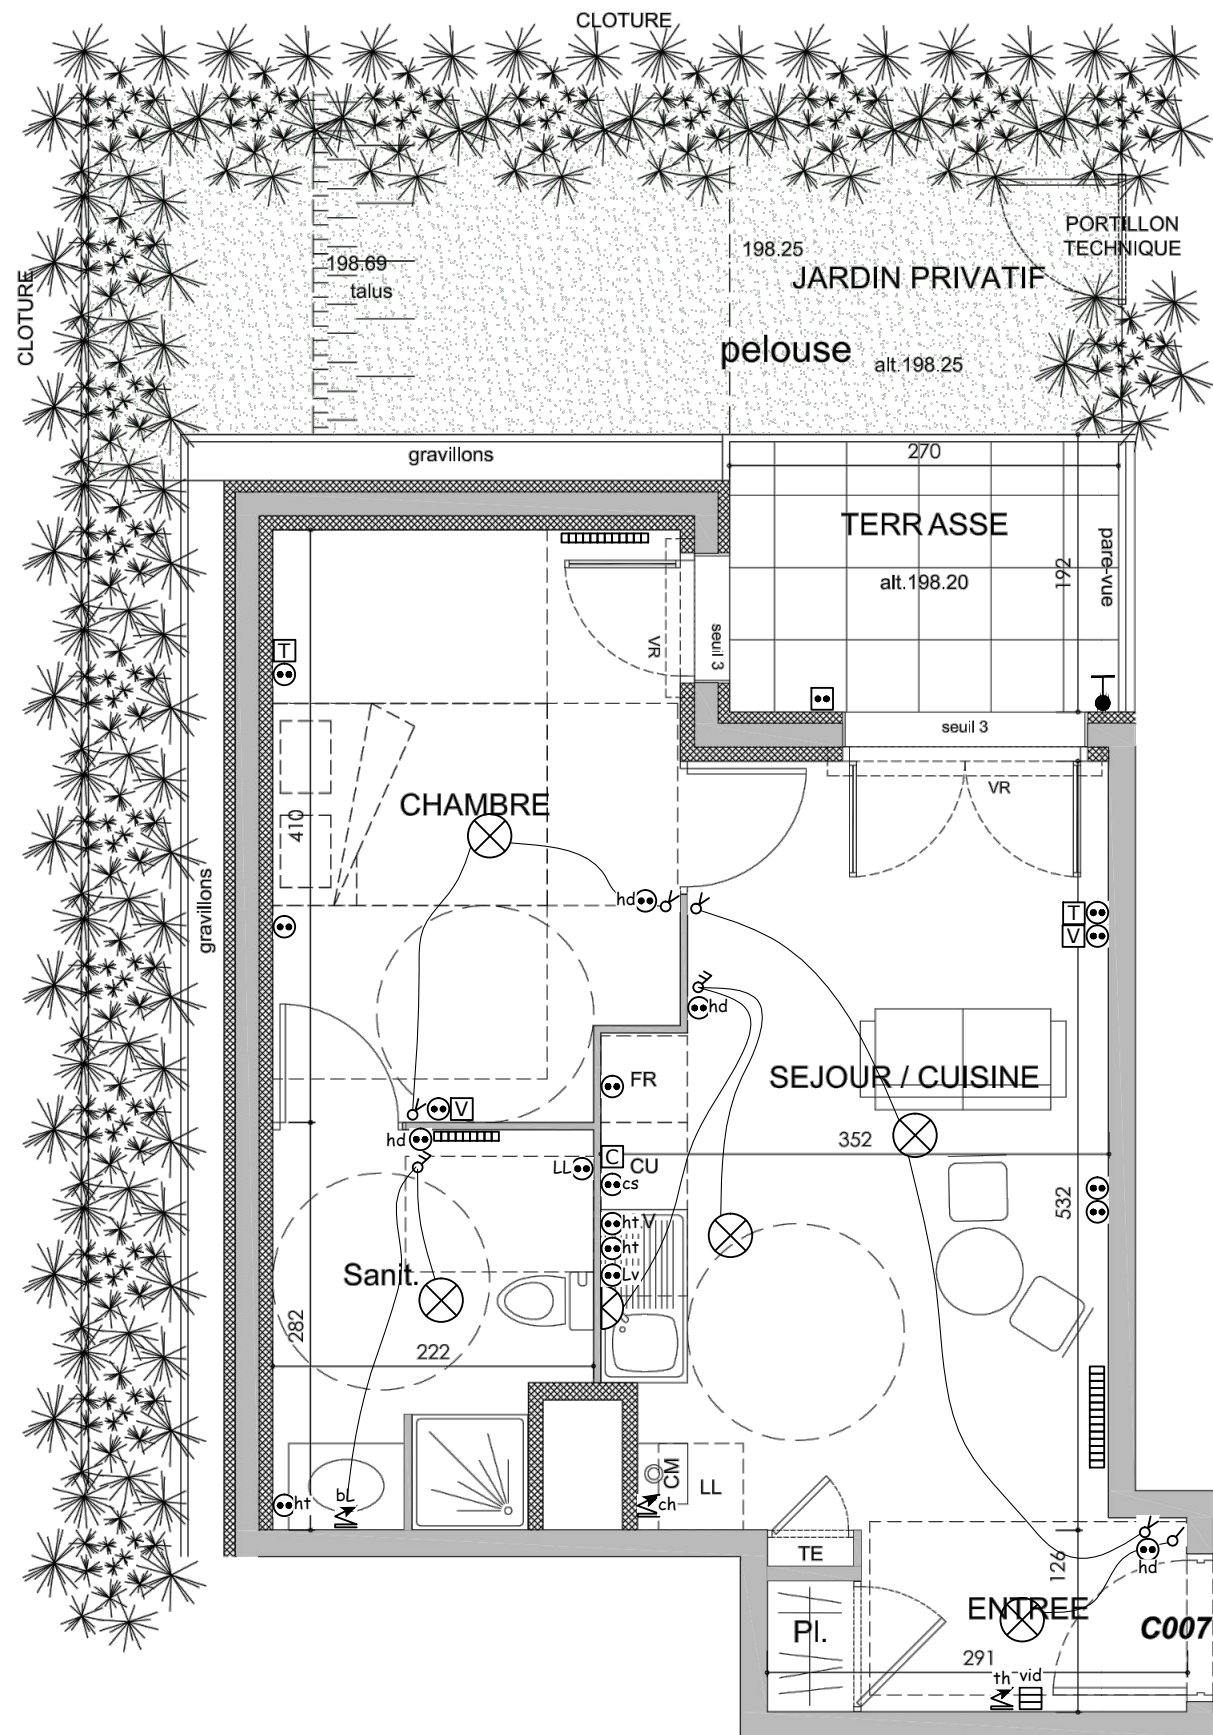 CLOTURE
PORTILLON
TECHNIQUE
198.25
JARDIN PRIVATIF
198.69
talus
CLOTURE
pelouse
alt.198.25
gravillons
270
TERRASSE
alt.198.20
192
pare-vue
T
VR
seuil 3
seuil 3
VR
CHAMBRE
410
hd
gravillons
T
V
hd
FR
SEJOUR / CUISINE
V
hd
352
C
CU
LL
cs
532
ht.V
ht
Lv
Sanit.
282
222
bL
ht
CM
LL
ch
TE
126
hd
ENTREE
Pl.
C007
291
th
vid